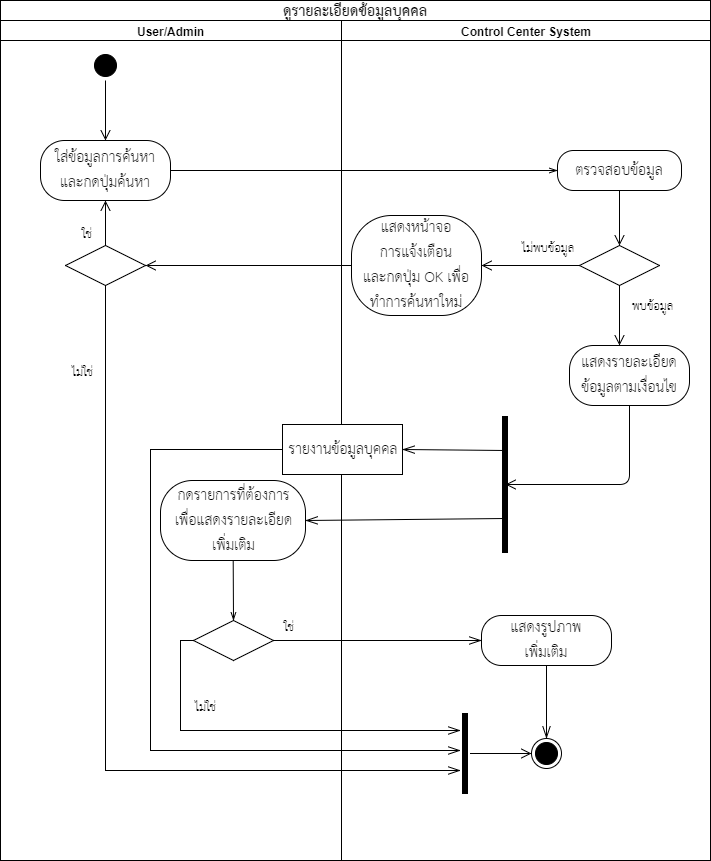 ดูรายละเอียดข้อมูลบุคคล
User/Admin
Control Center System
ใส่ข้อมูลการค้นหา
และกดปุ่มค้นหา
ตรวจสอบข้อมูล
ใช่
แสดงหน้าจอ
การแจ้งเตือน
และกดปุ่ม OK เพื่อ
ทำการค้นหาใหม่
ไม่พบข้อมูล
พบข้อมูล
ไม่ใช่
แสดงรายละเอียด
ข้อมูลตามเงื่อนไข
รายงานข้อมูลบุคคล
กดรายการที่ต้องการ
เพื่อแสดงรายละเอียด
เพิ่มเติม
ใช่
แสดงรูปภาพ
เพิ่มเติม
ไม่ใช่